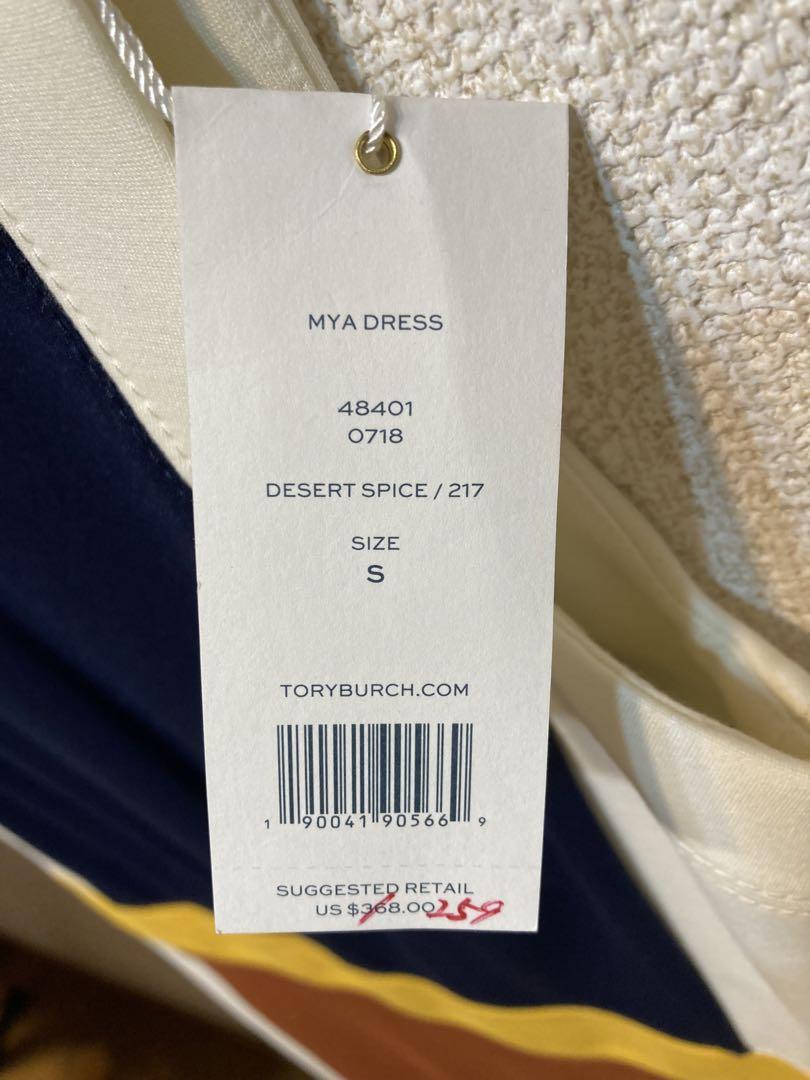 MYA DRESS
48401
0718
DESERT SPICE / 217
SIZE
S
TORYBURCH.COM
1 90041 90566 9
SUGGESTED RETAIL
US $368.00 259